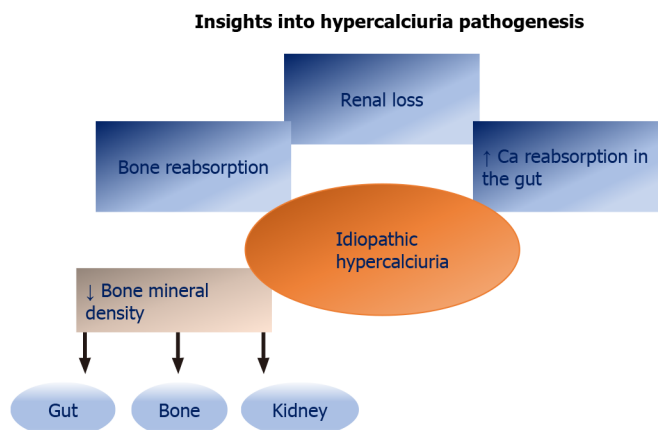 Insights into hypercalciuria pathogenesis
Renal loss
Bone reabsorption
↑ Ca reabsorption in
the gut
Idiopathic
hypercalciuria
↓ Bone mineral
density
Gut
Bone
Kidney